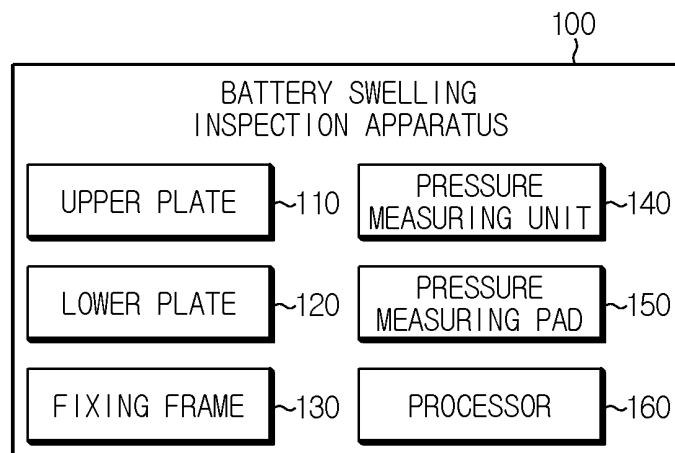 100
BATTERY SWELLING
INSPECTION APPARATUS
UPPER PLATE
110
PRESSURE
MEASURING UNIT
140
LOWER PLATE
120
PRESSURE
MEASURING PAD
150
FIXING FRAME
130
PROCESSOR
160